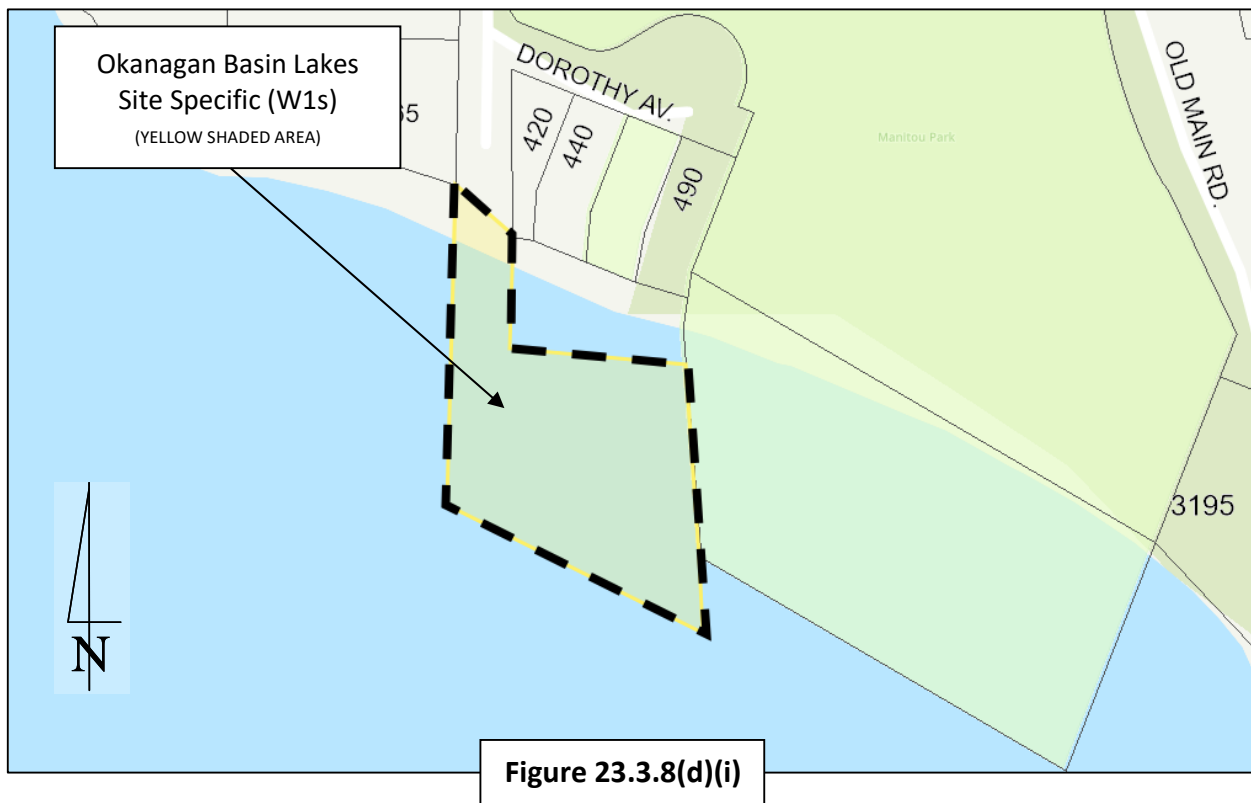 Okanagan Basin Lakes
Site Specific (W1s)
(YELLOW SHADED AREA)
65
DOROTHY AV.
420
440
490
Manitou Park
OLD MAIN RD.
3195
N
Figure 23.3.8(d)(i)